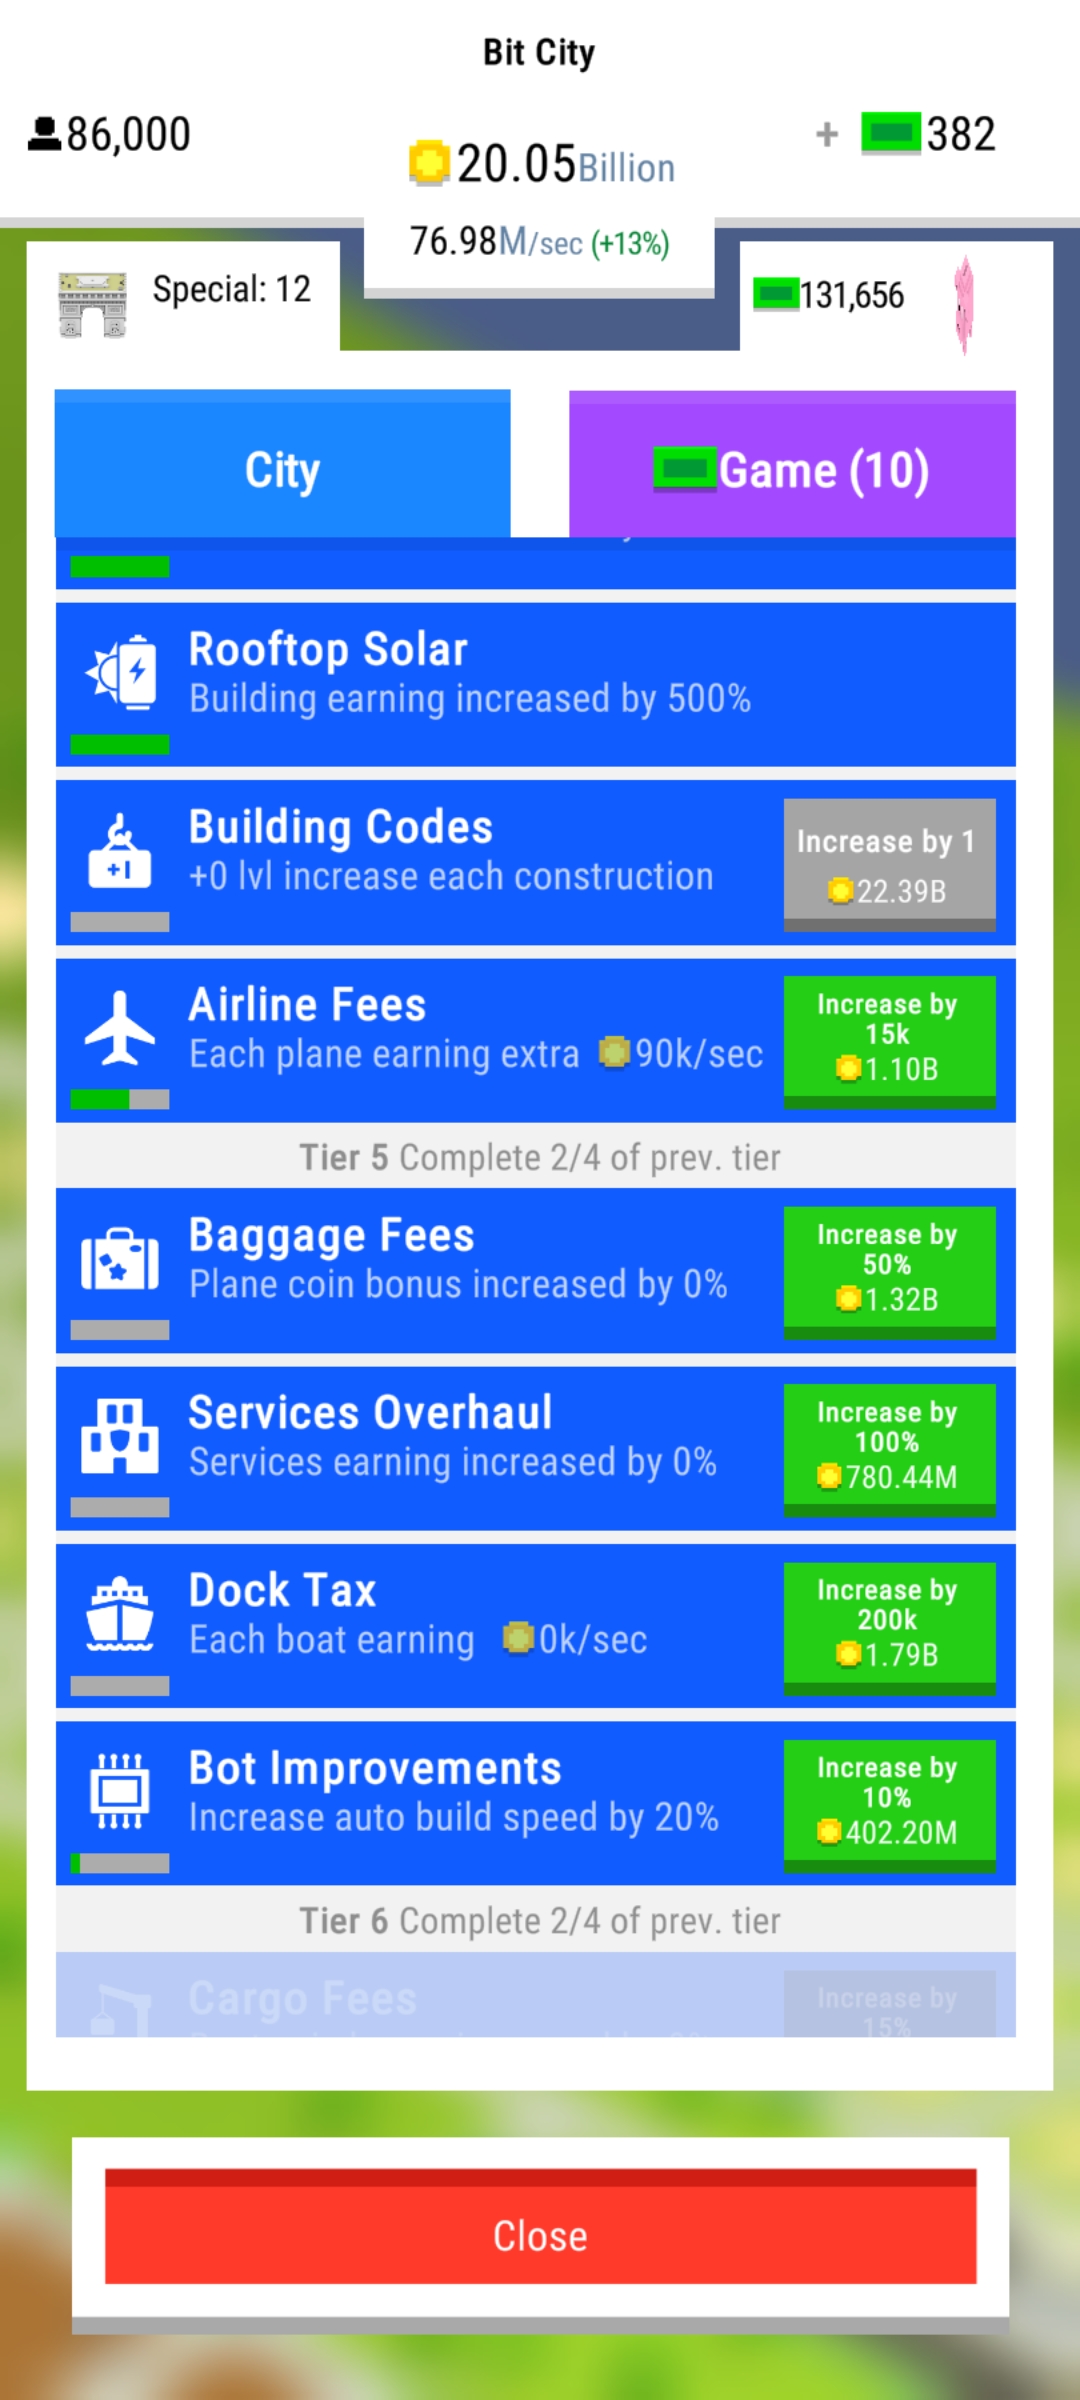 Bit City
86,000
20.05Billion
+ 382
76.98M/sec (+13%)
Special: 12
131,656
City
Game (10)
Rooftop Solar
Building earning increased by 500%
Building Codes
+0 lvl increase each construction
Increase by 1
22.39B
+1
Airline Fees
Each plane earning extra 90k/sec
Increase by
15k
1.10B
Tier 5 Complete 2/4 of prev. tier
Baggage Fees
Plane coin bonus increased by 0%
Increase by
50%
1.32B
Services Overhaul
Services earning increased by 0%
Increase by
100%
780.44M
Dock Tax
Each boat earning 0k/sec
Increase by
200k
1.79B
Bot Improvements
Increase auto build speed by 20%
Increase by
10%
402.20M
Tier 6 Complete 2/4 of prev. tier
Cargo Fees
Increase by
15%
Close